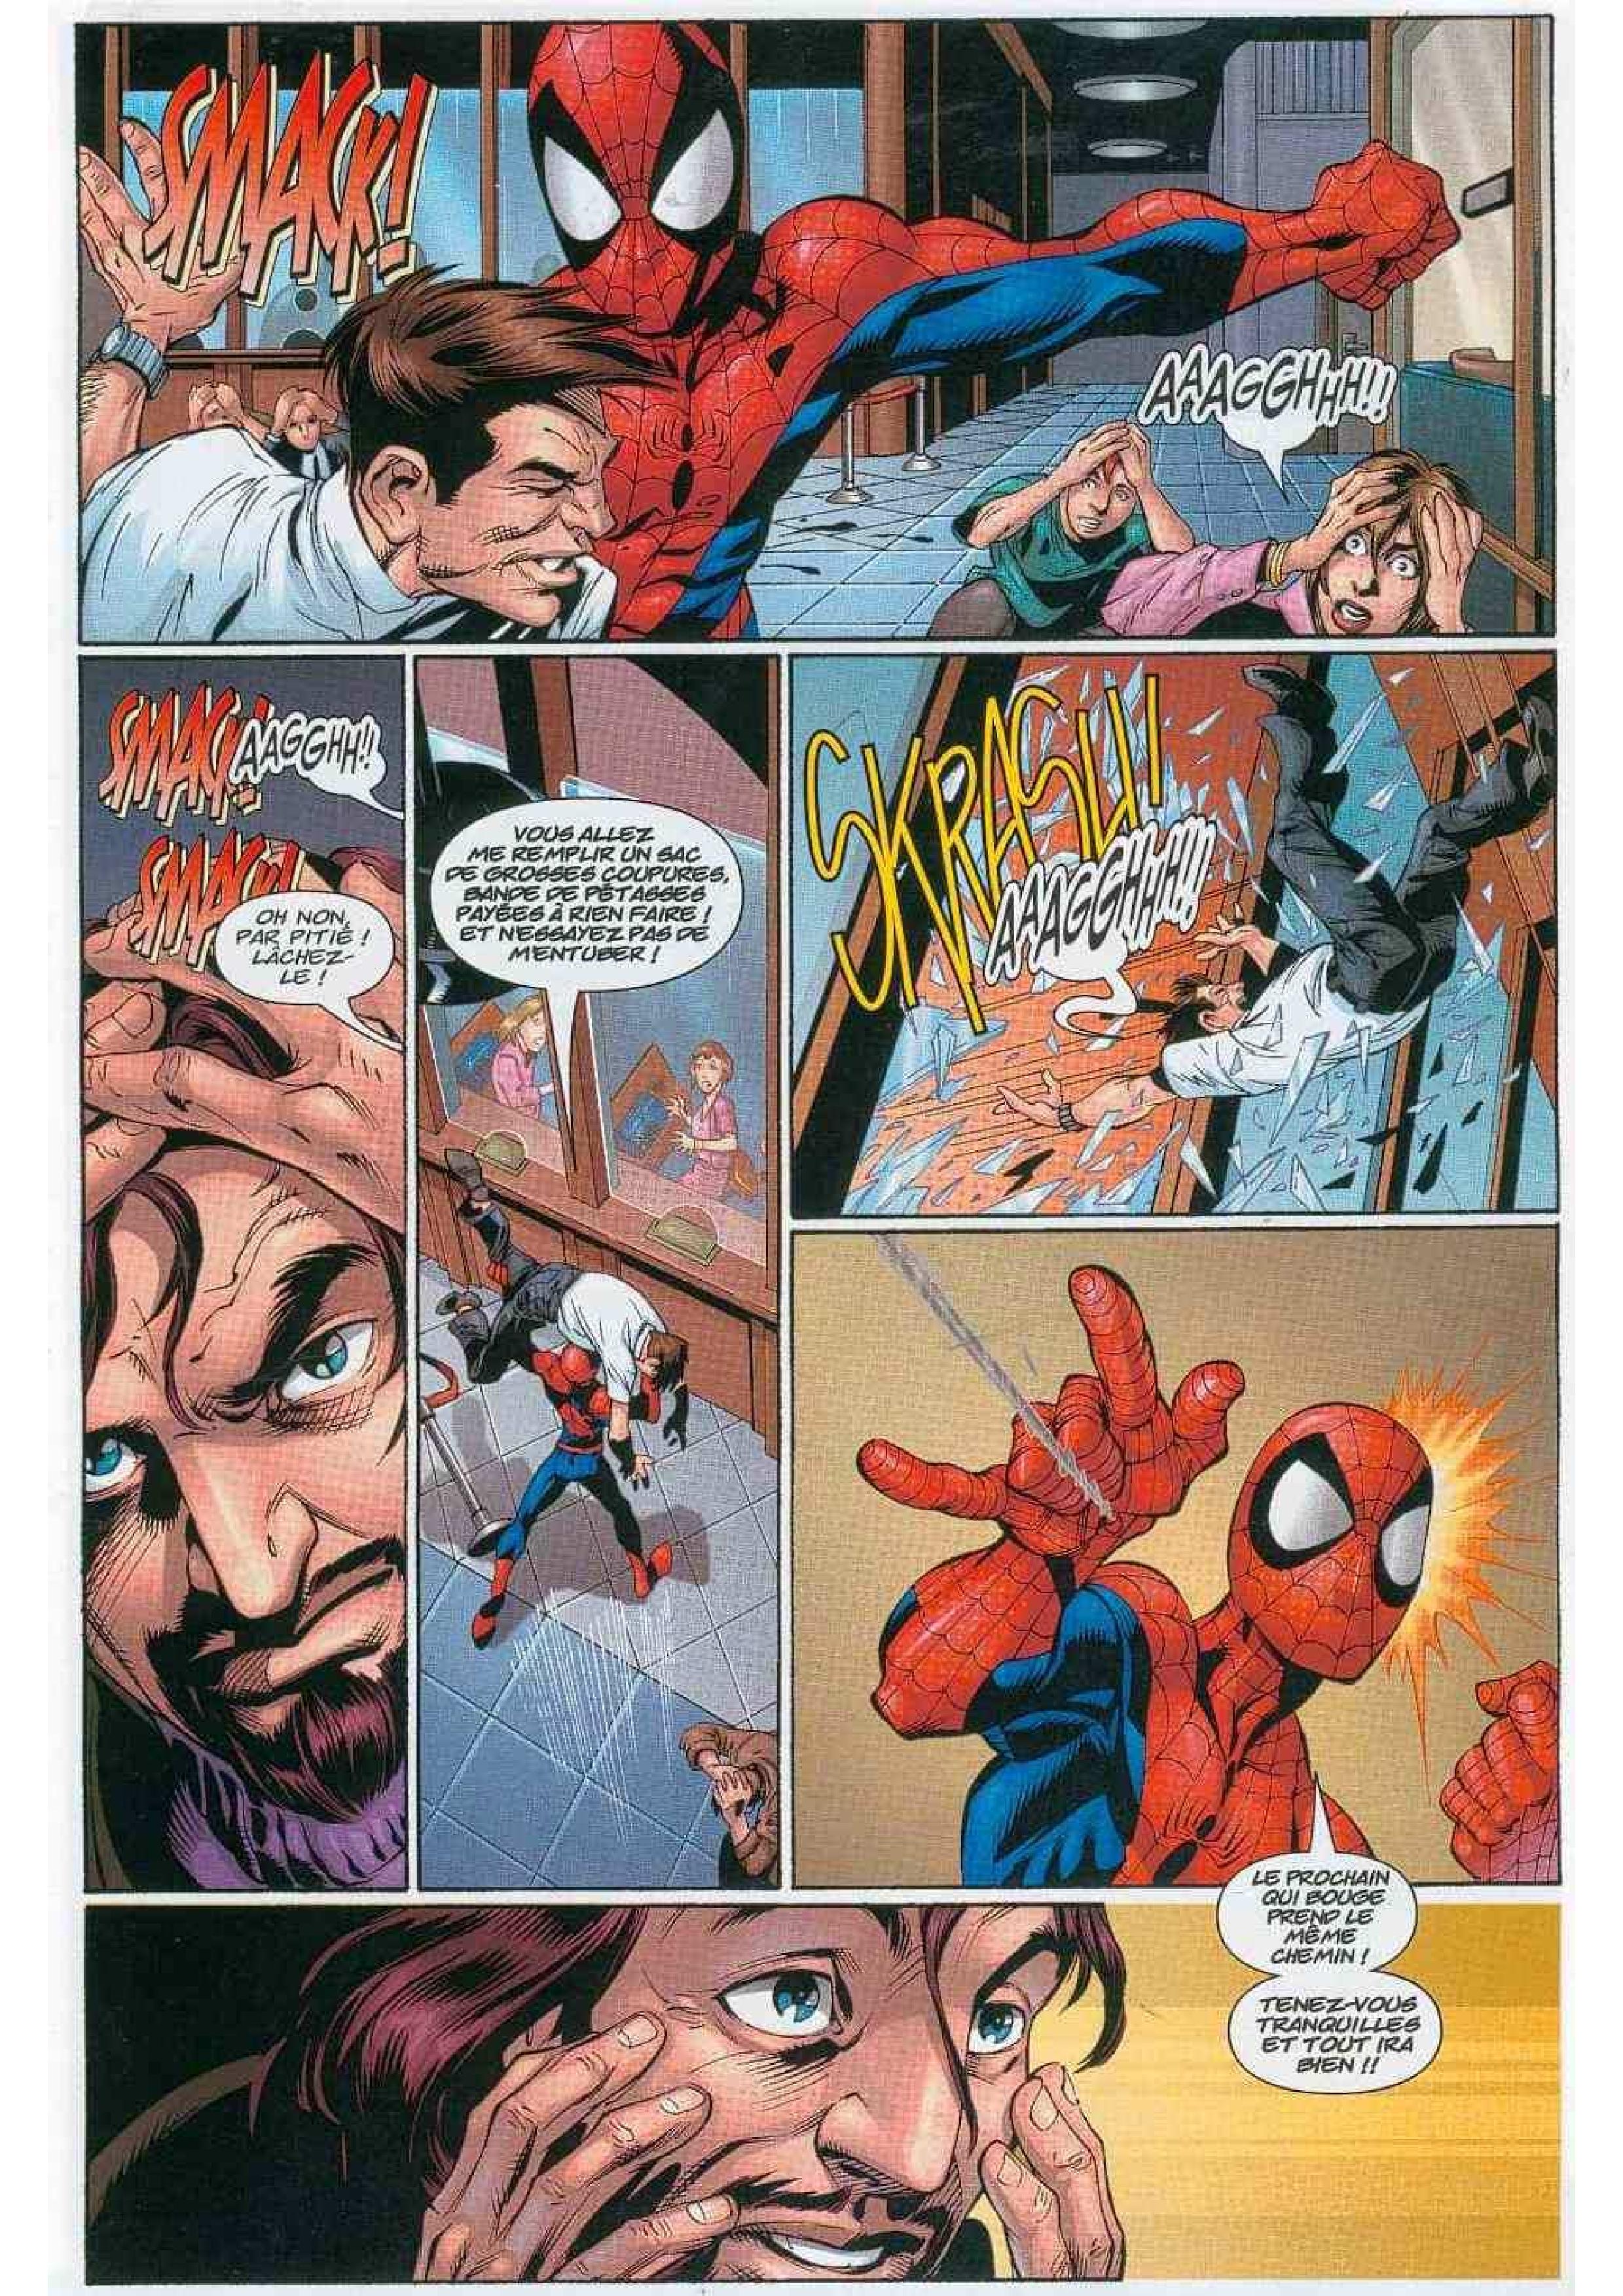 SMACK!
AAAGGHHH!!!
SMACK!
AAGGHH!!
SMACK!
OH NON,
PAR PITIÉ !
LÂCHEZ-
LE !
VOUS ALLEZ
ME REMPLIR UN SAC
DE GROSSES COUPURES,
BANDE DE PÉTASSES
PAYÉES À RIEN FAIRE !
ET N'ESSAYEZ PAS DE
M'ENTUBER !
SKRASH!
AAAGGHHH!!!
LE PROCHAIN
QUI BOUGE
PREND LE
MÊME
CHEMIN !
TENEZ-VOUS
TRANQUILLES
ET TOUT IRA
BIEN !!